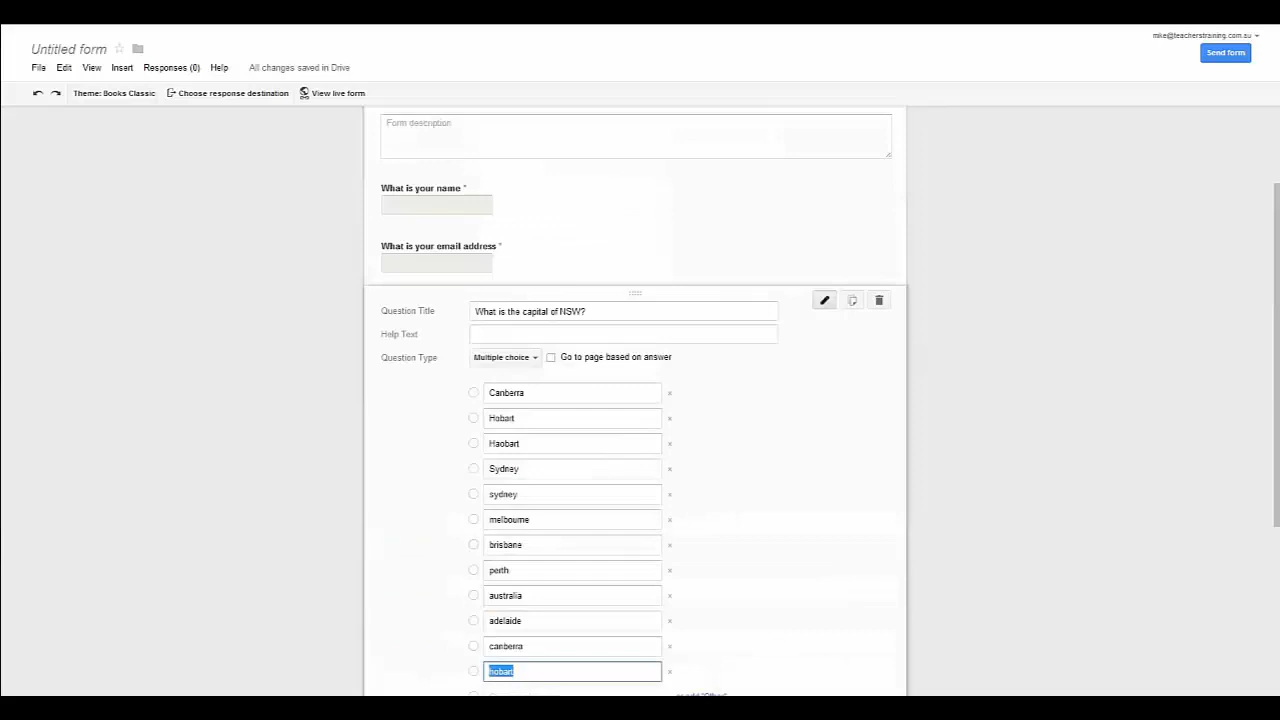 Untitled form
mike@teacherstraining.com.au
Send form
File Edit View Insert Responses (0) Help All changes saved in Drive
Theme: Books Classic Choose response destination View live form
Form description
What is your name *
What is your email address *
Question Title What is the capital of NSW?
Help Text
Question Type Multiple choice Go to page based on answer
Canberra
Hobart
Haobart
Sydney
sydney
melbourne
brisbane
perth
australia
adelaide
canberra
hobart